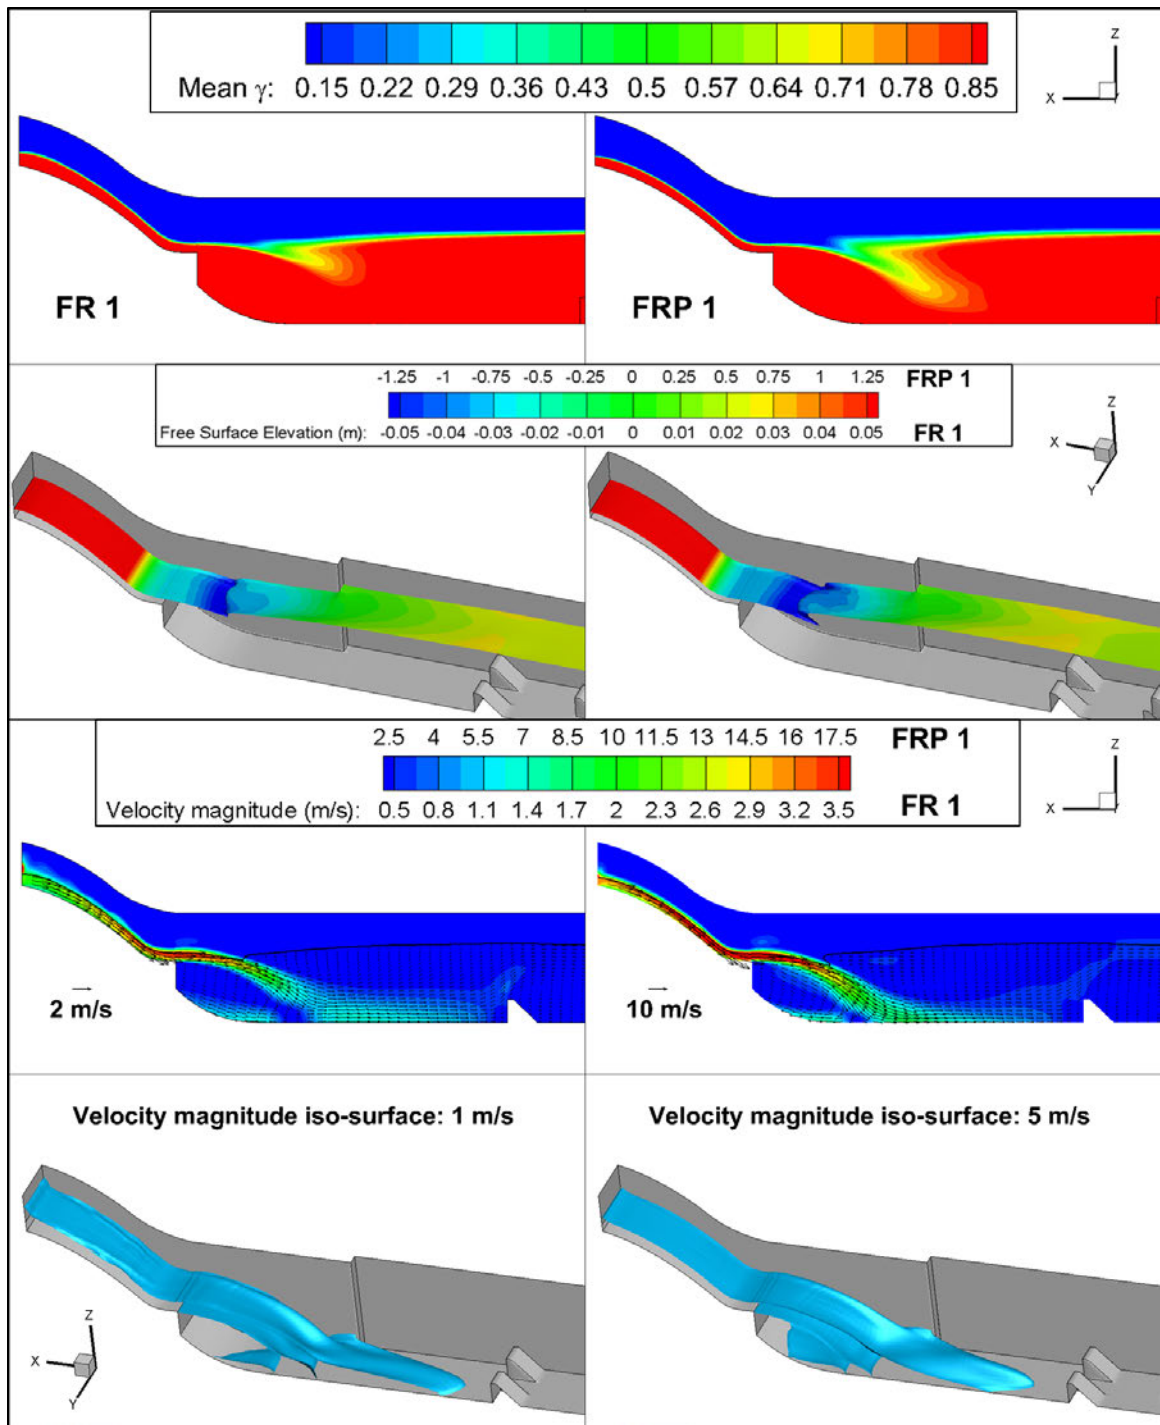 Mean γ: 0.15 0.22 0.29 0.36 0.43 0.5 0.57 0.64 0.71 0.78 0.85
Z
X
Y
FR 1
FRP 1
-1.25 -1 -0.75 -0.5 -0.25 0 0.25 0.5 0.75 1 1.25 FRP 1
Free Surface Elevation (m): -0.05 -0.04 -0.03 -0.02 -0.01 0 0.01 0.02 0.03 0.04 0.05 FR 1
Z
X
Y
2.5 4 5.5 7 8.5 10 11.5 13 14.5 16 17.5 FRP 1
Velocity magnitude (m/s): 0.5 0.8 1.1 1.4 1.7 2 2.3 2.6 2.9 3.2 3.5 FR 1
Z
X
Y
2 m/s
10 m/s
Velocity magnitude iso-surface: 1 m/s
Velocity magnitude iso-surface: 5 m/s
Z
X
Y